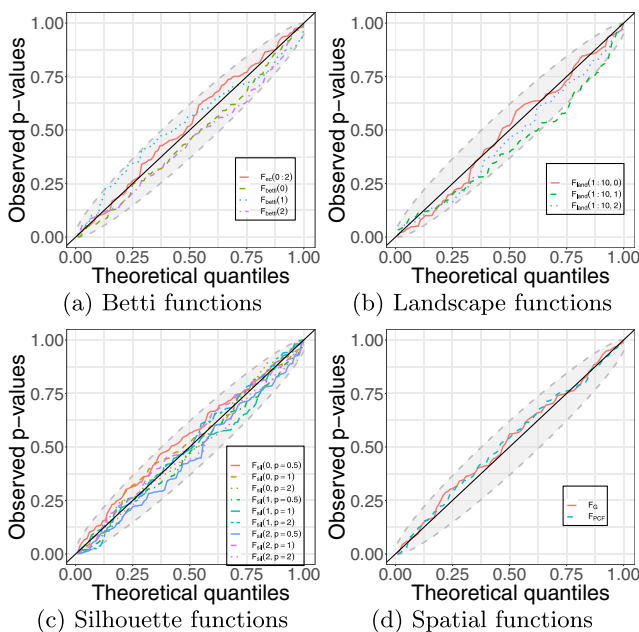 Observed p-values
1.00
0.75
0.50
0.25
0.00
F_ec(0:2)
F_betti(0)
F_betti(1)
F_betti(2)
0.00 0.25 0.50 0.75 1.00
Theoretical quantiles
(a) Betti functions
Observed p-values
1.00
0.75
0.50
0.25
0.00
F_land(1:10,0)
F_land(1:10,1)
F_land(1:10,2)
0.00 0.25 0.50 0.75 1.00
Theoretical quantiles
(b) Landscape functions
Observed p-values
1.00
0.75
0.50
0.25
0.00
F_sil(0,p=0.5)
F_sil(0,p=1)
F_sil(0,p=2)
F_sil(1,p=0.5)
F_sil(1,p=1)
F_sil(1,p=2)
F_sil(2,p=0.5)
F_sil(2,p=1)
F_sil(2,p=2)
0.00 0.25 0.50 0.75 1.00
Theoretical quantiles
(c) Silhouette functions
Observed p-values
1.00
0.75
0.50
0.25
0.00
F_G
F_PCF
0.00 0.25 0.50 0.75 1.00
Theoretical quantiles
(d) Spatial functions